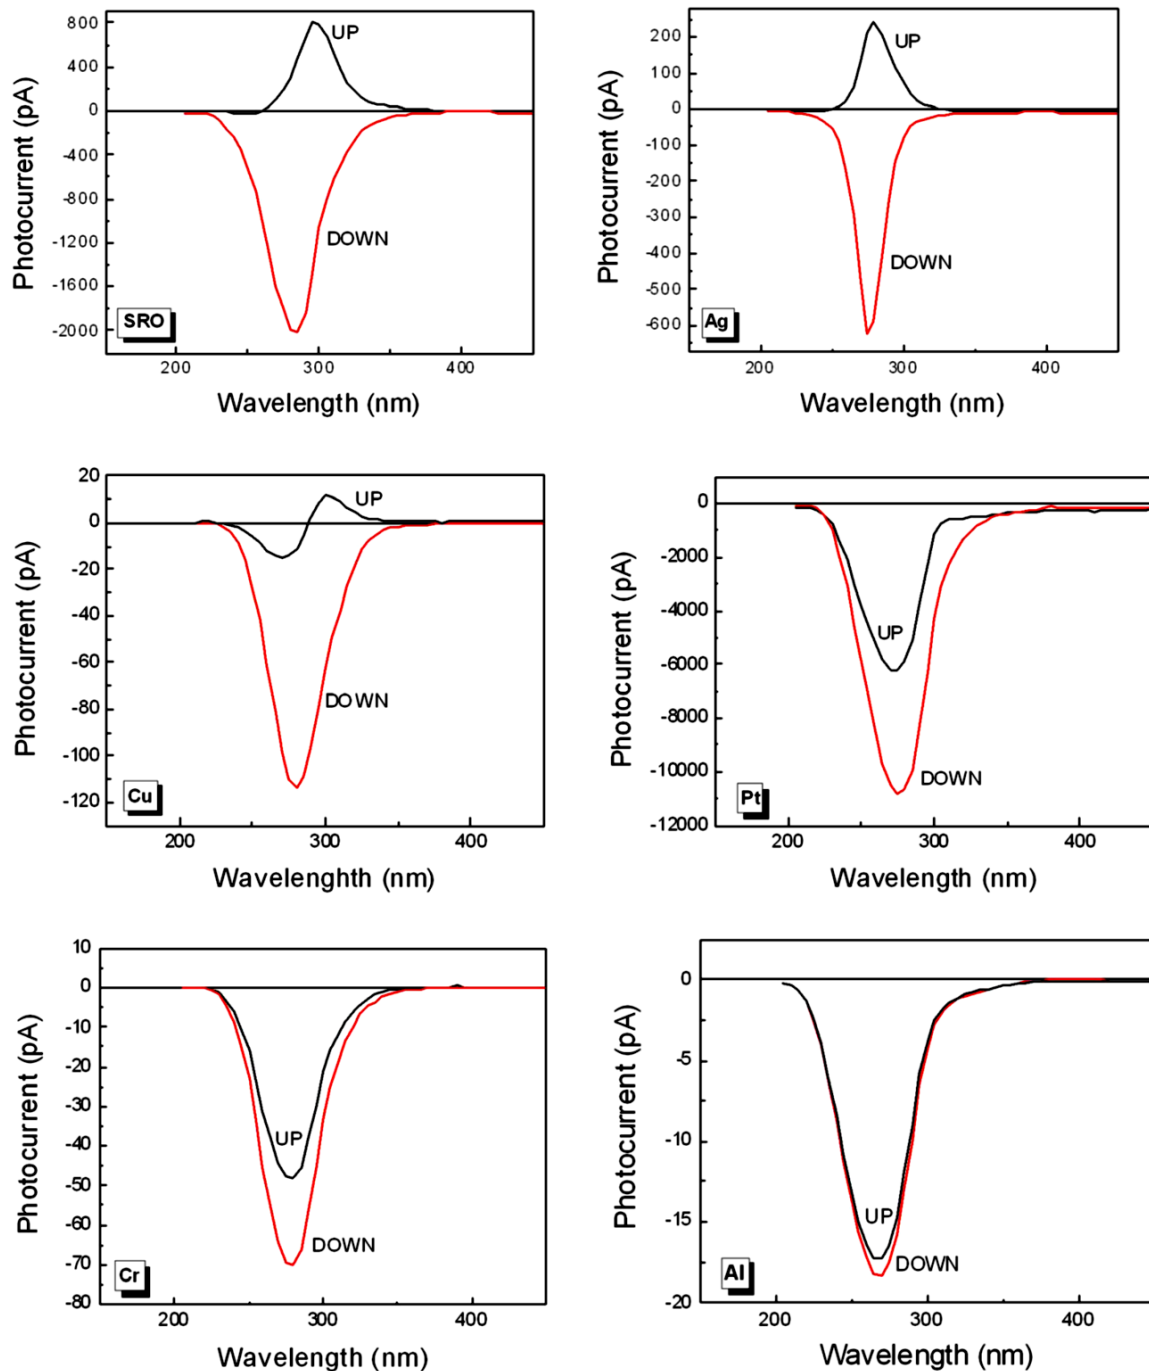 800
400
0
-400
-800
-1200
-1600
-2000
Photocurrent (pA)
UP
DOWN
SRO
200 300 400
Wavelength (nm)
200
100
0
-100
-200
-300
-400
-500
-600
Photocurrent (pA)
UP
DOWN
Ag
200 300 400
Wavelength (nm)
20
0
-20
-40
-60
-80
-100
-120
Photocurrent (pA)
UP
DOWN
Cu
200 300 400
Wavelenghth (nm)
0
-2000
-4000
-6000
-8000
-10000
-12000
Photocurrent (pA)
UP
DOWN
Pt
200 300 400
Wavelength (nm)
10
0
-10
-20
-30
-40
-50
-60
-70
-80
Photocurrent (pA)
UP
DOWN
Cr
200 300 400
Wavelength (nm)
0
-5
-10
-15
-20
Photocurrent (pA)
UP
DOWN
Al
200 300 400
Wavelength (nm)